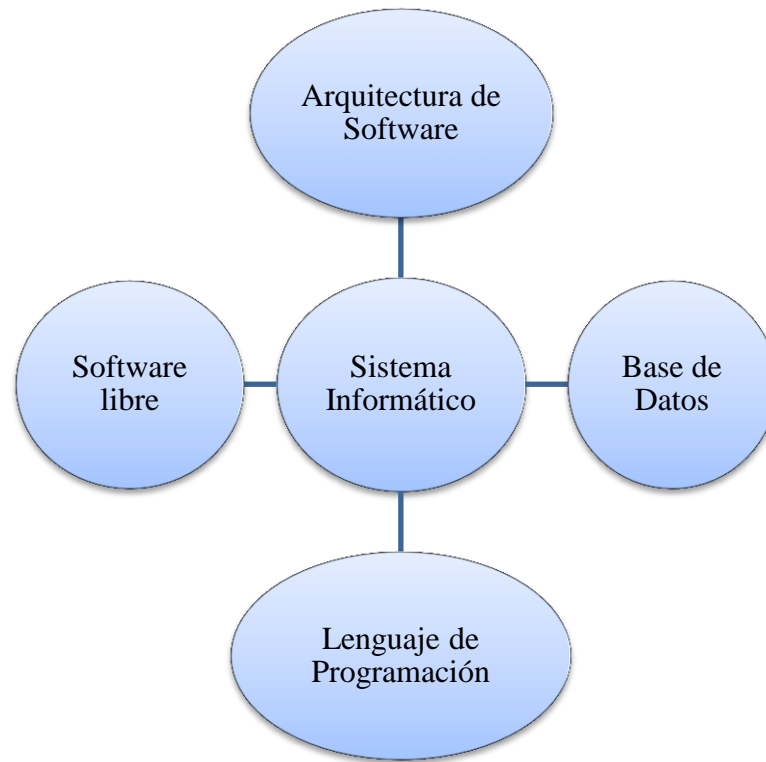 Arquitectura de
Software
Software
libre
Sistema
Informático
Base de
Datos
Lenguaje de
Programación